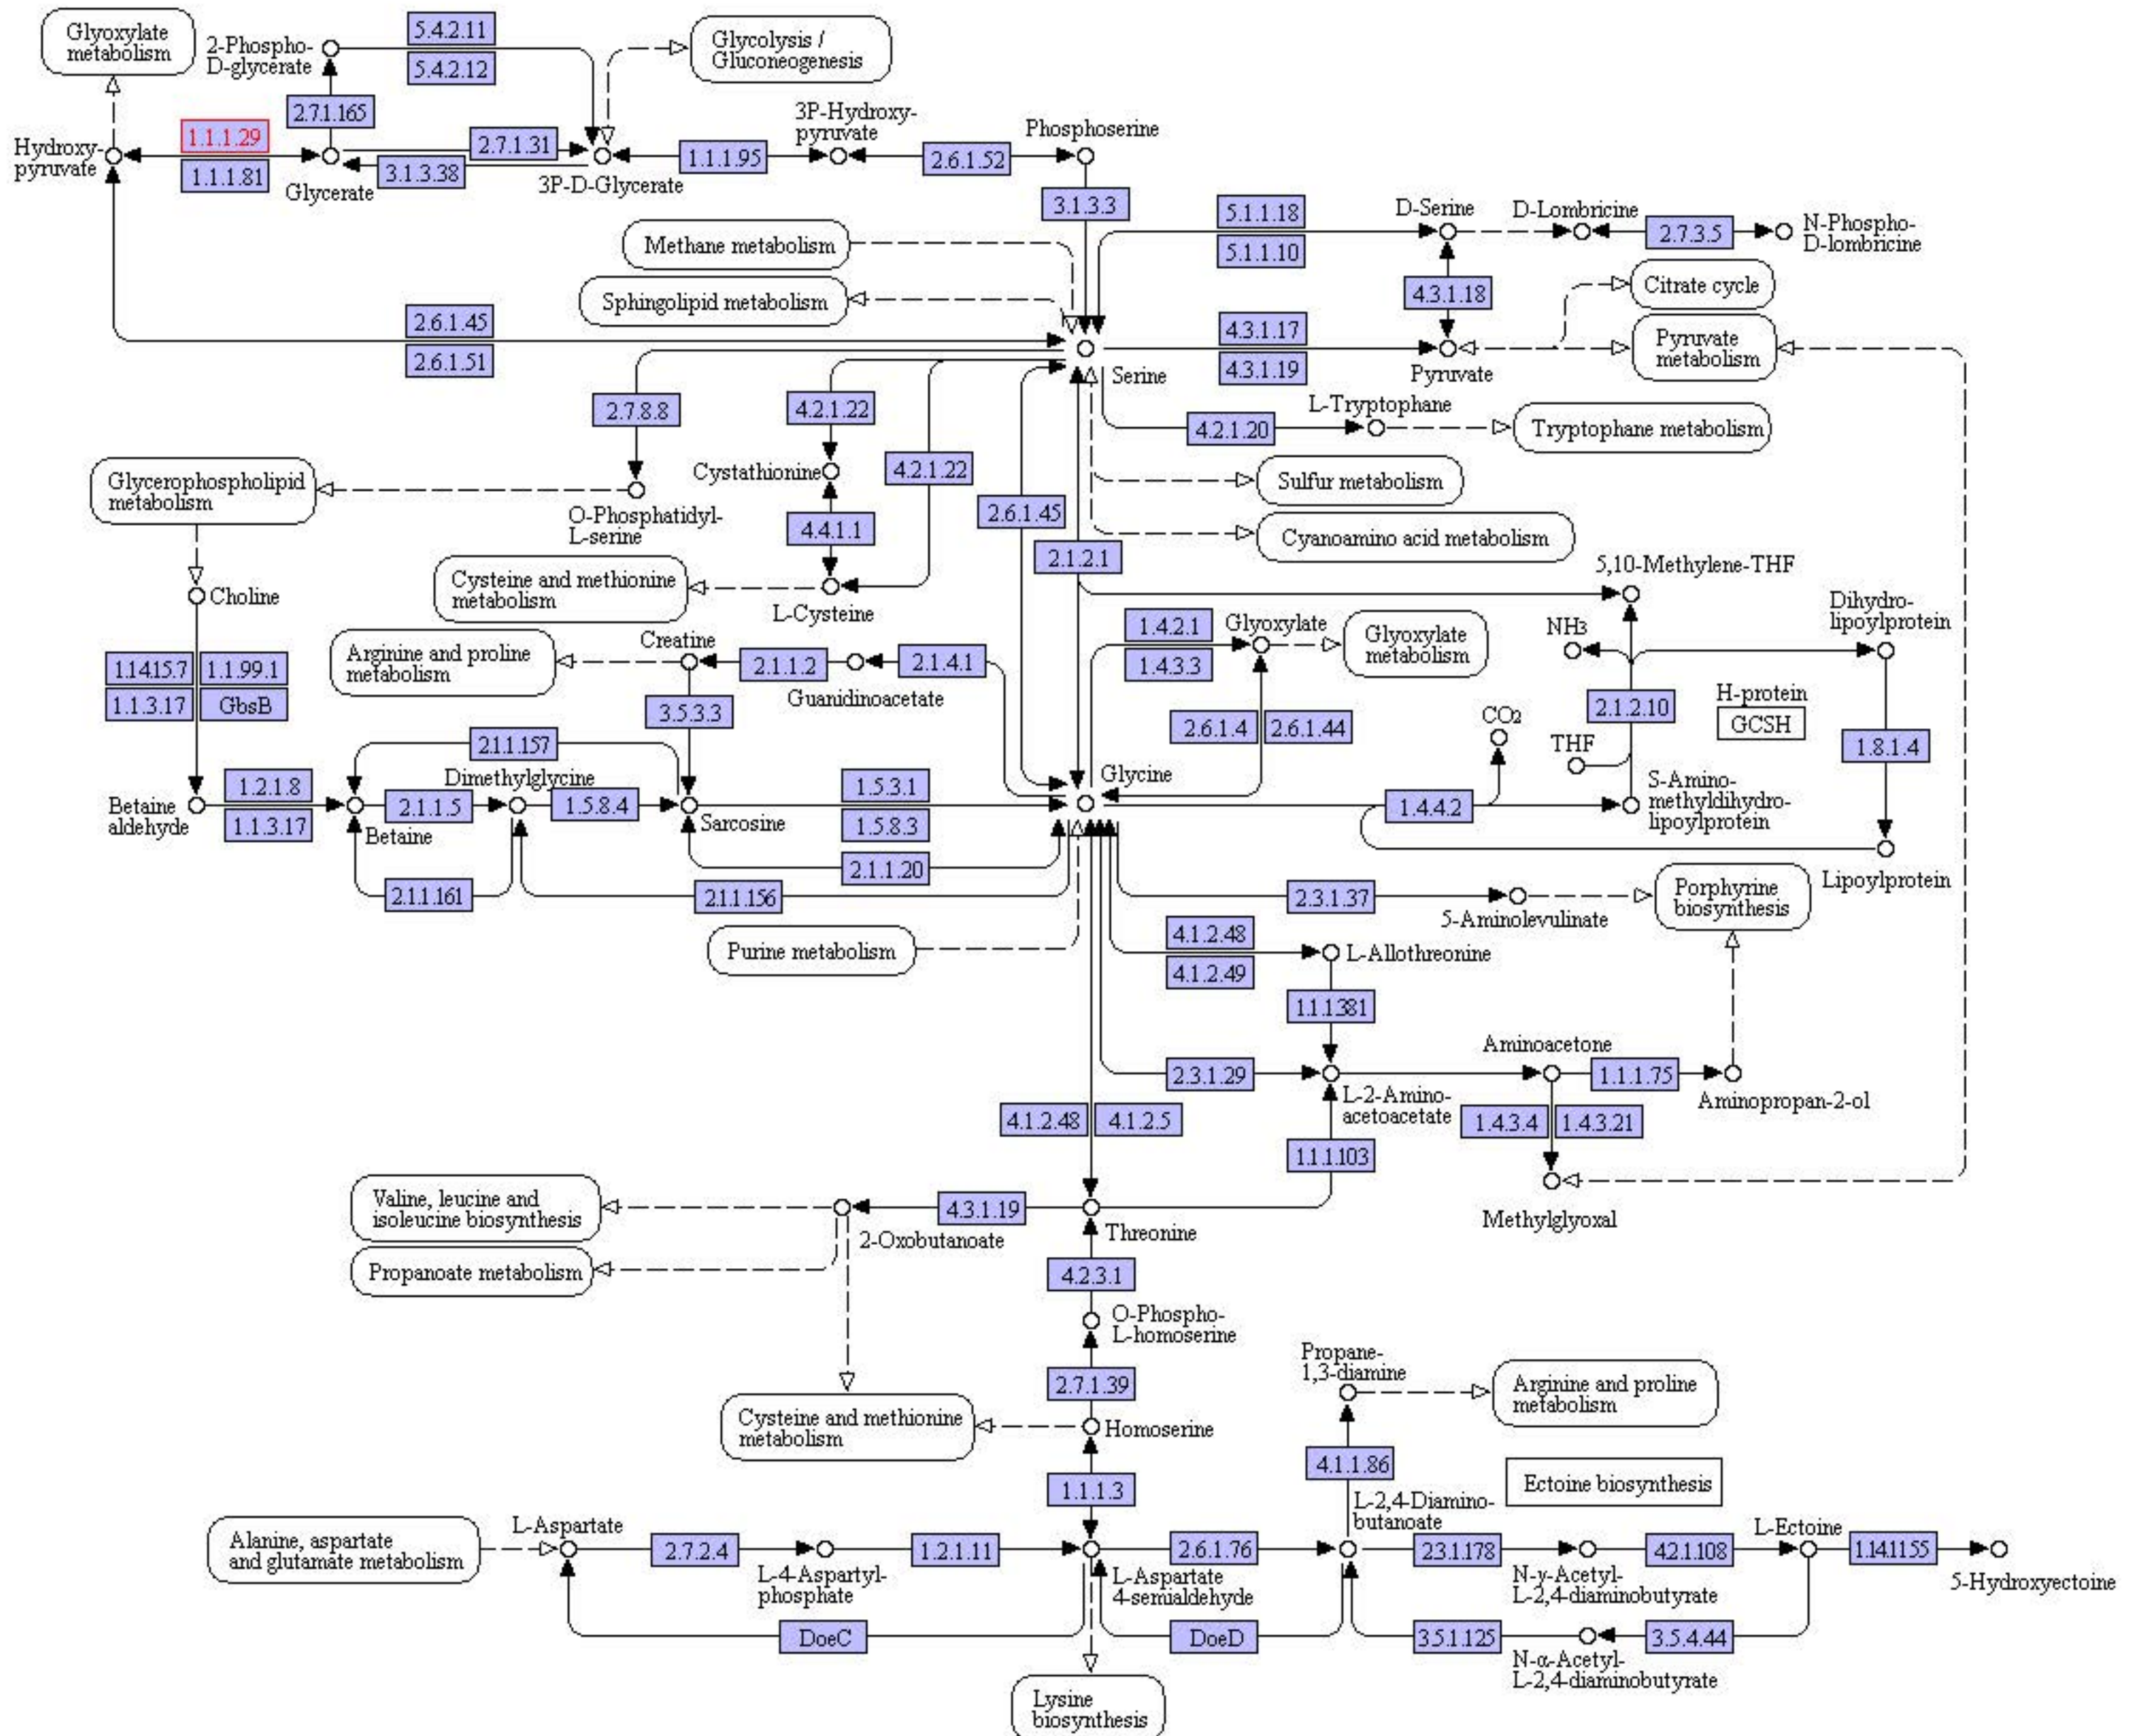 Glyoxylate
metabolism
2-Phospho-
D-glycerate
5.4.2.11
5.4.2.12
Glycolysis /
Gluconeogenesis
2.7.1.165
Hydroxy-
pyruvate
1.1.1.29
1.1.1.81
Glycerate
2.7.1.31
3.1.3.38
3P-D-Glycerate
1.1.1.95
3P-Hydroxy-
pyruvate
2.6.1.52
Phosphoserine
3.1.3.3
Methane metabolism
Sphingolipid metabolism
5.1.1.18
5.1.1.10
D-Serine
D-Lombricine
2.7.3.5
N-Phospho-
D-lombricine
4.3.1.18
Citrate cycle
2.6.1.45
2.6.1.51
4.3.1.17
4.3.1.19
Serine
Pyruvate
Pyruvate
metabolism
2.7.8.8
4.2.1.22
L-Tryptophane
4.2.1.20
Tryptophane metabolism
Glycerophospholipid
metabolism
Cystathionine
4.2.1.22
Sulfur metabolism
O-Phosphatidyl-
L-serine
4.4.1.1
2.6.1.45
Cyanoamino acid metabolism
2.1.2.1
Cysteine and methionine
metabolism
L-Cysteine
5,10-Methylene-THF
Choline
Dihydro-
lipoylprotein
Arginine and proline
metabolism
Creatine
2.1.1.2
2.1.4.1
Guanidinoacetate
1.4.2.1
1.4.3.3
Glyoxylate
Glyoxylate
metabolism
NH3
1.14.15.7
1.1.99.1
1.1.3.17
GbsB
3.5.3.3
2.6.1.4
2.6.1.44
CO2
2.1.2.10
THF
H-protein
GCSH
1.8.1.4
2.1.1.157
Dimethylglycine
Betaine
aldehyde
1.2.1.8
1.1.3.17
Betaine
2.1.1.5
1.5.8.4
Sarcosine
1.5.3.1
1.5.8.3
Glycine
1.4.4.2
S-Amino-
methyldihydro-
lipoylprotein
2.1.1.20
2.1.1.161
2.1.1.156
Lipoylprotein
2.3.1.37
5-Aminolevulinate
Porphyrine
biosynthesis
Purine metabolism
4.1.2.48
4.1.2.49
L-Allothreonine
1.1.1381
2.3.1.29
L-2-Amino-
acetoacetate
Aminoacetone
1.1.1.75
Aminopropan-2-ol
4.1.2.48
4.1.2.5
1.4.3.4
1.4.3.21
1.1.1.103
Methylglyoxal
Valine, leucine and
isoleucine biosynthesis
4.3.1.19
2-Oxobutanoate
Threonine
Propanoate metabolism
4.2.3.1
O-Phospho-
L-homoserine
2.7.1.39
Propane-
1,3-diamine
Arginine and proline
metabolism
Cysteine and methionine
metabolism
Homoserine
4.1.1.86
Ectoine biosynthesis
1.1.1.3
L-2,4-Diamino-
butanoate
Alanine, aspartate
and glutamate metabolism
L-Aspartate
2.7.2.4
L-4-Aspartyl-
phosphate
1.2.1.11
L-Aspartate
4-semialdehyde
2.6.1.76
2.3.1.178
N-γ-Acetyl-
L-2,4-diaminobutyrate
4.2.1.108
L-Ectoine
1.14.1155
5-Hydroxyectoine
DoeC
DoeD
3.5.1.125
N-α-Acetyl-
L-2,4-diaminobutyrate
3.5.4.44
Lysine
biosynthesis